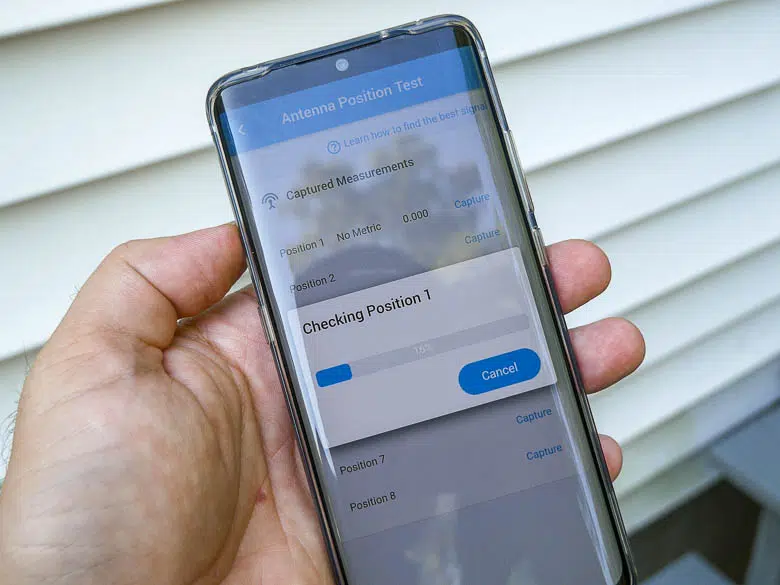 Antenna Position Test
Learn how to find the best signal
Captured Measurements
Position 1 No Metric 0.000 Capture
Position 2 Capture
Checking Position 1
15%
Cancel
Capture
Position 7 Capture
Position 8